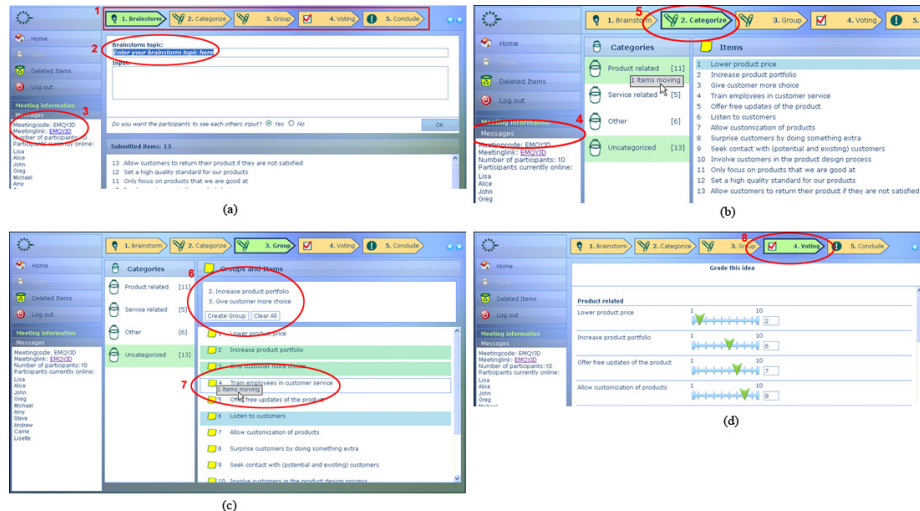 1
1. Brainstorm 2. Categorize 3. Group 4. Voting 5. Conclude
Home
Deleted Items
Log out
Meeting information
Messages
3
Meetingcode: EMQY3D
Meetinglink: EMQY3D
Number of participants: 10
Participants currently online:
Lisa
Alice
John
Greg
Michael
Amy
2
Brainstorm topic:
Enter your brainstorm topic here
Input:
Do you want the participants to see each others input? Yes No
OK
Submitted items: 13
13 Allow customers to return their product if they are not satisfied
12 Set a high quality standard for our products
11 Only focus on products that we are good at
(a)
5
1. Brainstorm 2. Categorize 3. Group 4. Voting 5.
Home
Deleted Items
Log out
4
Meeting information
Messages
Meetingcode: EMQY3D
Meetinglink: EMQY3D
Number of participants: 10
Participants currently online:
Lisa
Alice
John
Greg
Categories
Product related [11]
1 items moving
Service related [5]
Other [6]
Uncategorized [13]
Items
1 Lower product price
2 Increase product portfolio
3 Give customer more choice
4 Train employees in customer service
5 Offer free updates of the product
6 Listen to customers
7 Allow customization of products
8 Surprise customers by doing something extra
9 Seek contact with (potential and existing) customers
10 Involve customers in the product design process
11 Only focus on products that we are good at
12 Set a high quality standard for our products
13 Allow customers to return their product if they are not satisfied
(b)
1. Brainstorm 2. Categorize 3. Group 4. Voting 5. Conclude
Home
Deleted Items
Log out
Meeting information
Messages
Meetingcode: EMQY3D
Meetinglink: EMQY3D
Number of participants: 10
Participants currently online:
Lisa
Alice
John
Greg
Michael
Amy
Steve
Andrew
Carrie
Lisette
Categories
Product related [11]
Service related [5]
Other [6]
Uncategorized [13]
6
Groups and Items
2. Increase product portfolio
3. Give customer more choice
Create Group Clear All
1 Lower product price
2 Increase product portfolio
3 Give customer more choice
7
4 Train employees in customer service
1 items moving
5 Offer free updates of the product
6 Listen to customers
7 Allow customization of products
8 Surprise customers by doing something extra
9 Seek contact with (potential and existing) customers
10 Involve customers in the product design process
(c)
8
1. Brainstorm 2. Categorize 3. Group 4. Voting 5. Conclude
Home
Deleted Items
Log out
Meeting information
Messages
Meetingcode: EMQY3D
Meetinglink: EMQY3D
Number of participants: 10
Participants currently online:
Lisa
Alice
John
Greg
Michael
Grade this idea
Product related
Lower product price 1 10 2
Increase product portfolio 1 10 6
Offer free updates of the product 1 10 7
Allow customization of products 1 10 8
(d)